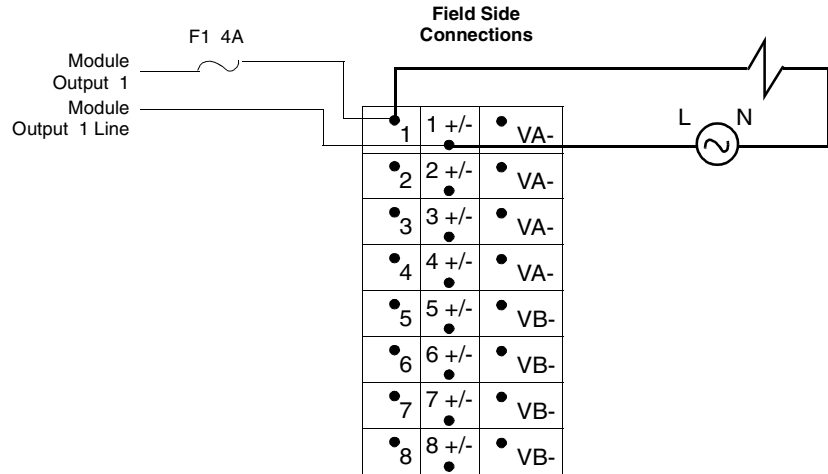 Field Side
Connections
F1 4A
Module
Output 1
Module
Output 1 Line
L N
1 1 +/- VA-
2 2 +/- VA-
3 3 +/- VA-
4 4 +/- VA-
5 5 +/- VB-
6 6 +/- VB-
7 7 +/- VB-
8 8 +/- VB-